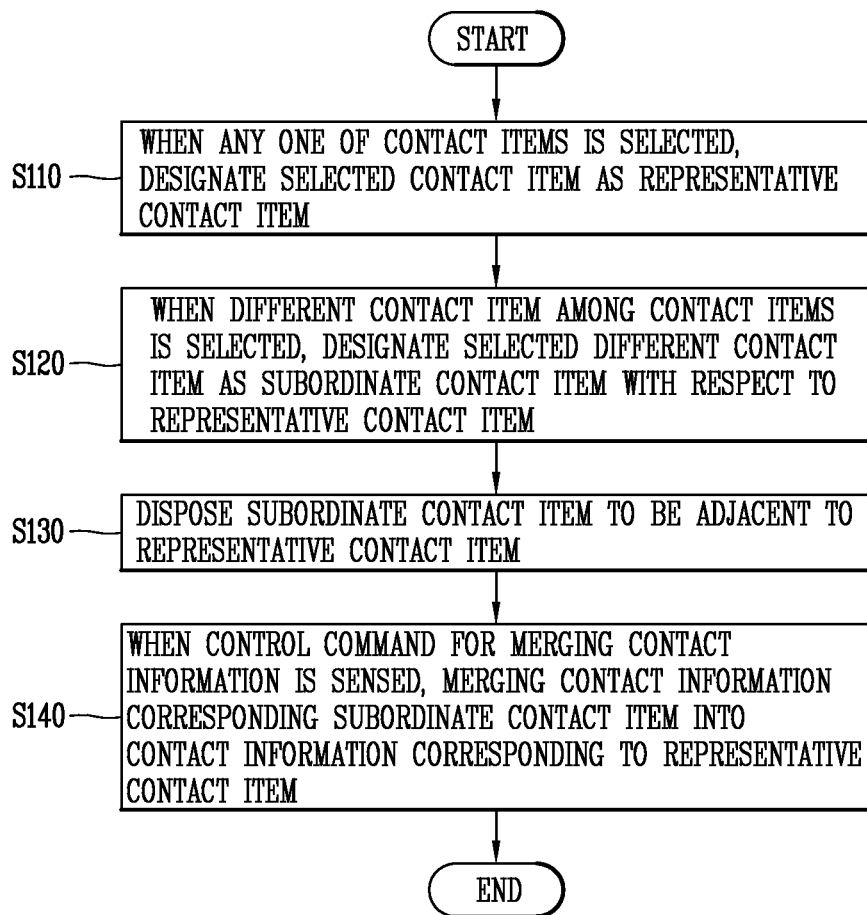 START
S110
WHEN ANY ONE OF CONTACT ITEMS IS SELECTED,
DESIGNATE SELECTED CONTACT ITEM AS REPRESENTATIVE
CONTACT ITEM
S120
WHEN DIFFERENT CONTACT ITEM AMONG CONTACT ITEMS
IS SELECTED, DESIGNATE SELECTED DIFFERENT CONTACT
ITEM AS SUBORDINATE CONTACT ITEM WITH RESPECT TO
REPRESENTATIVE CONTACT ITEM
S130
DISPOSE SUBORDINATE CONTACT ITEM TO BE ADJACENT TO
REPRESENTATIVE CONTACT ITEM
S140
WHEN CONTROL COMMAND FOR MERGING CONTACT
INFORMATION IS SENSED, MERGING CONTACT INFORMATION
CORRESPONDING SUBORDINATE CONTACT ITEM INTO
CONTACT INFORMATION CORRESPONDING TO REPRESENTATIVE
CONTACT ITEM
END